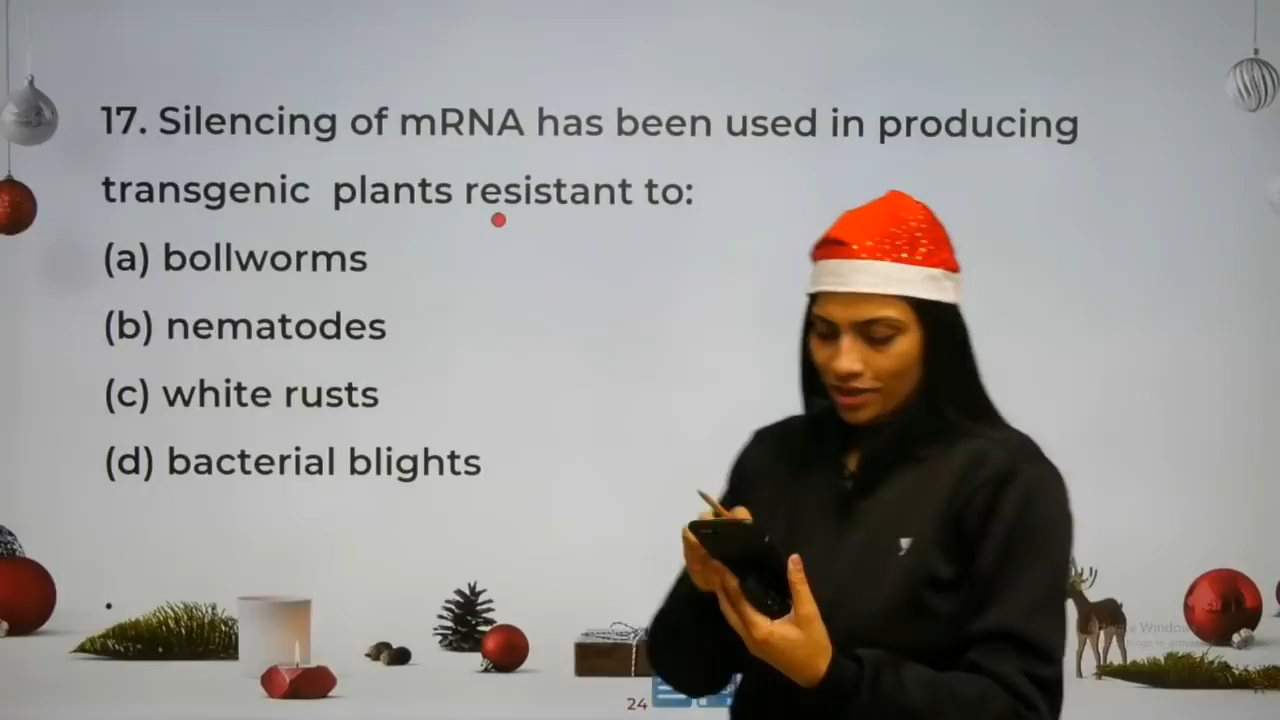 17. Silencing of mRNA has been used in producing
transgenic plants resistant to:
(a) bollworms
(b) nematodes
(c) white rusts
(d) bacterial blights
.
24